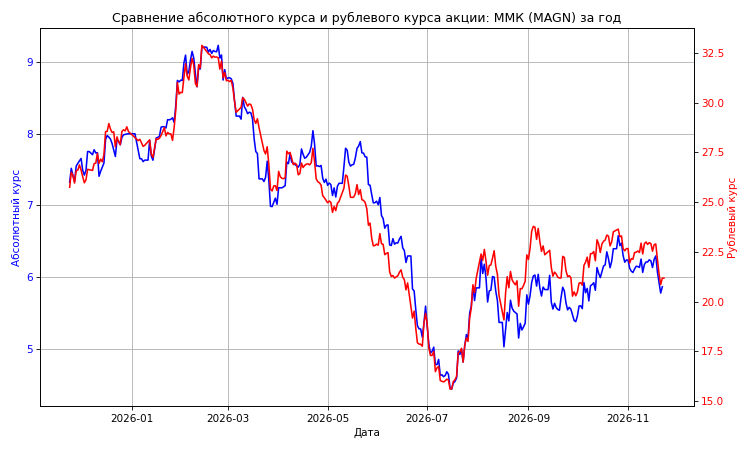 Сравнение абсолютного курса и рублевого курса акции: ММК (MAGN) за год
Абсолютный курс
9
8
7
6
5
32.5
30.0
27.5
25.0
22.5
20.0
17.5
15.0
Рублевый курс
2026-01 2026-03 2026-05 2026-07 2026-09 2026-11
Дата